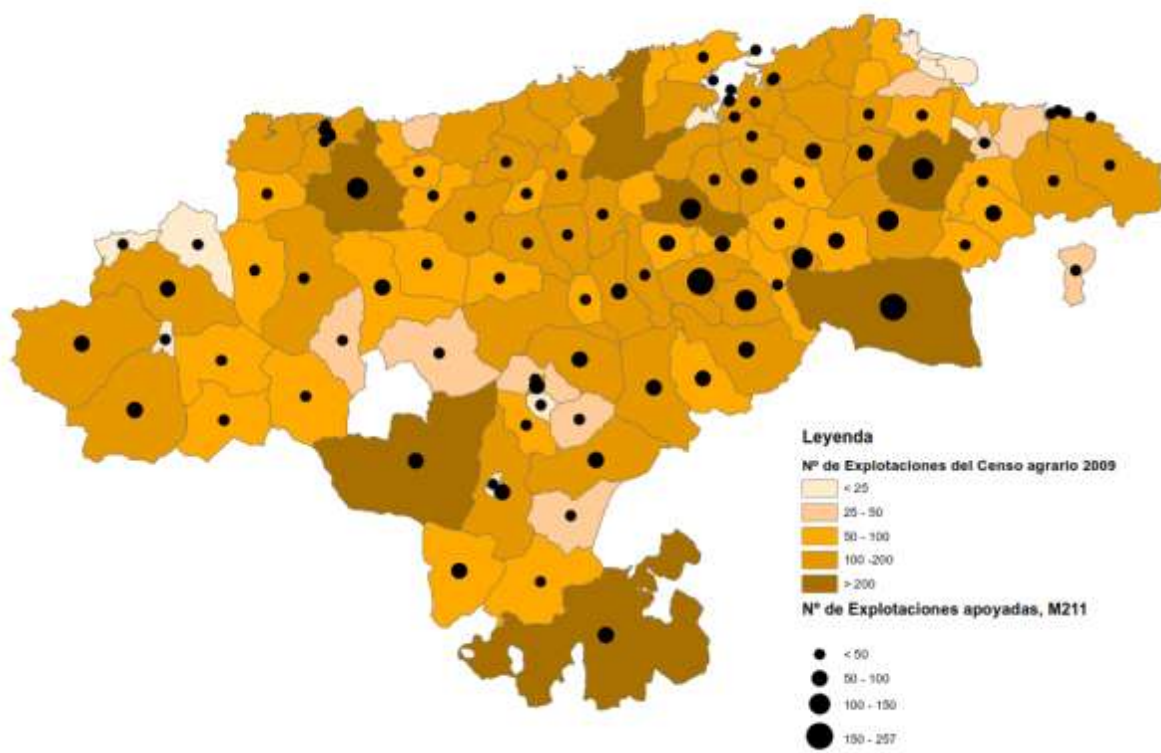 Leyenda
Nº de Explotaciones del Censo agrario 2009
< 25
25 - 50
50 - 100
100 -200
> 200
Nº de Explotaciones apoyadas, M211
< 50
50 - 100
100 - 150
150 - 257